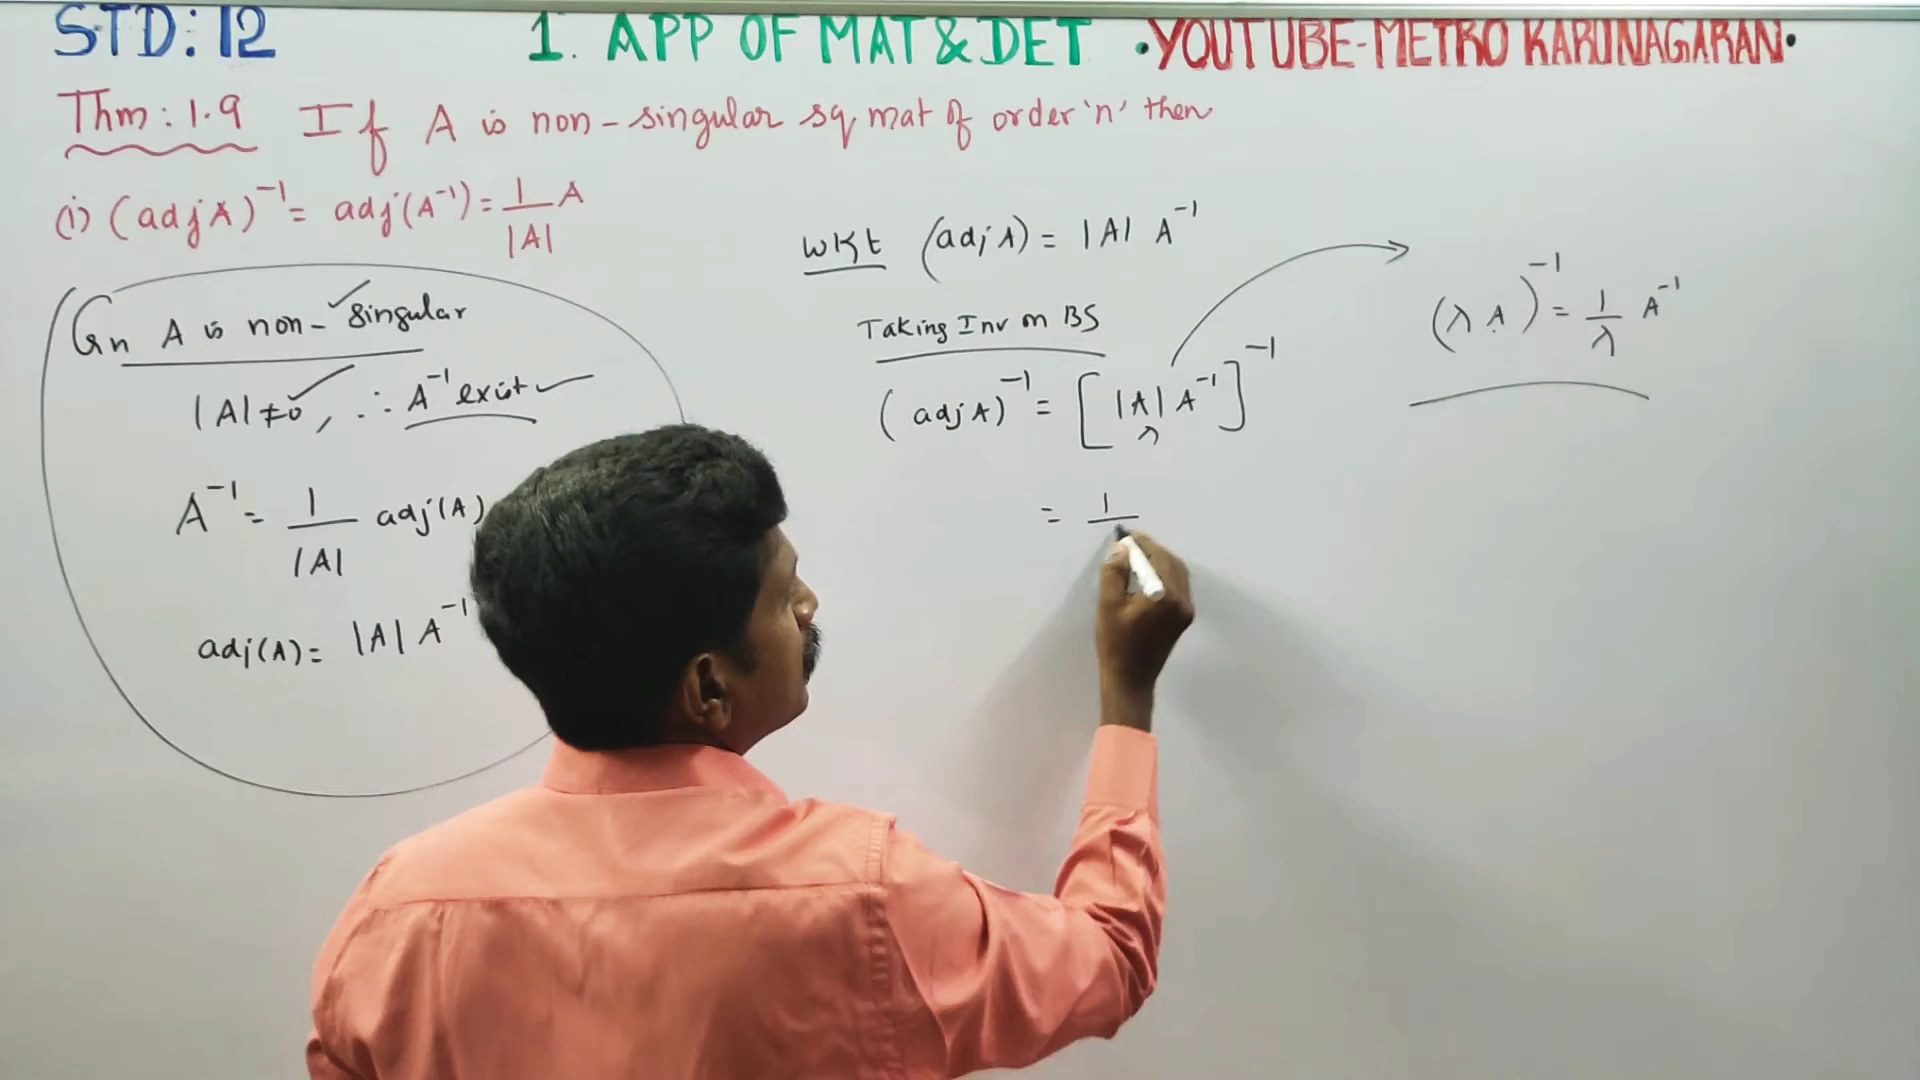 STD: 12
1. APP OF MAT & DET
•YOUTUBE-METRO KARUNAGARAN•
Thm: 1.9 If A is non-singular sq mat of order 'n' then
(i) (adj A)⁻¹ = adj(A⁻¹) = 1/|A| A
Gn A is non-singular
|A| ≠ 0, ∴ A⁻¹ exist
A⁻¹ = 1/|A| adj(A)
adj(A) = |A| A⁻¹
WKt (adj A) = |A| A⁻¹
Taking Inv on BS
(adj A)⁻¹ = [|A| A⁻¹]⁻¹
λ
= 1
(λ A)⁻¹ = 1/λ A⁻¹